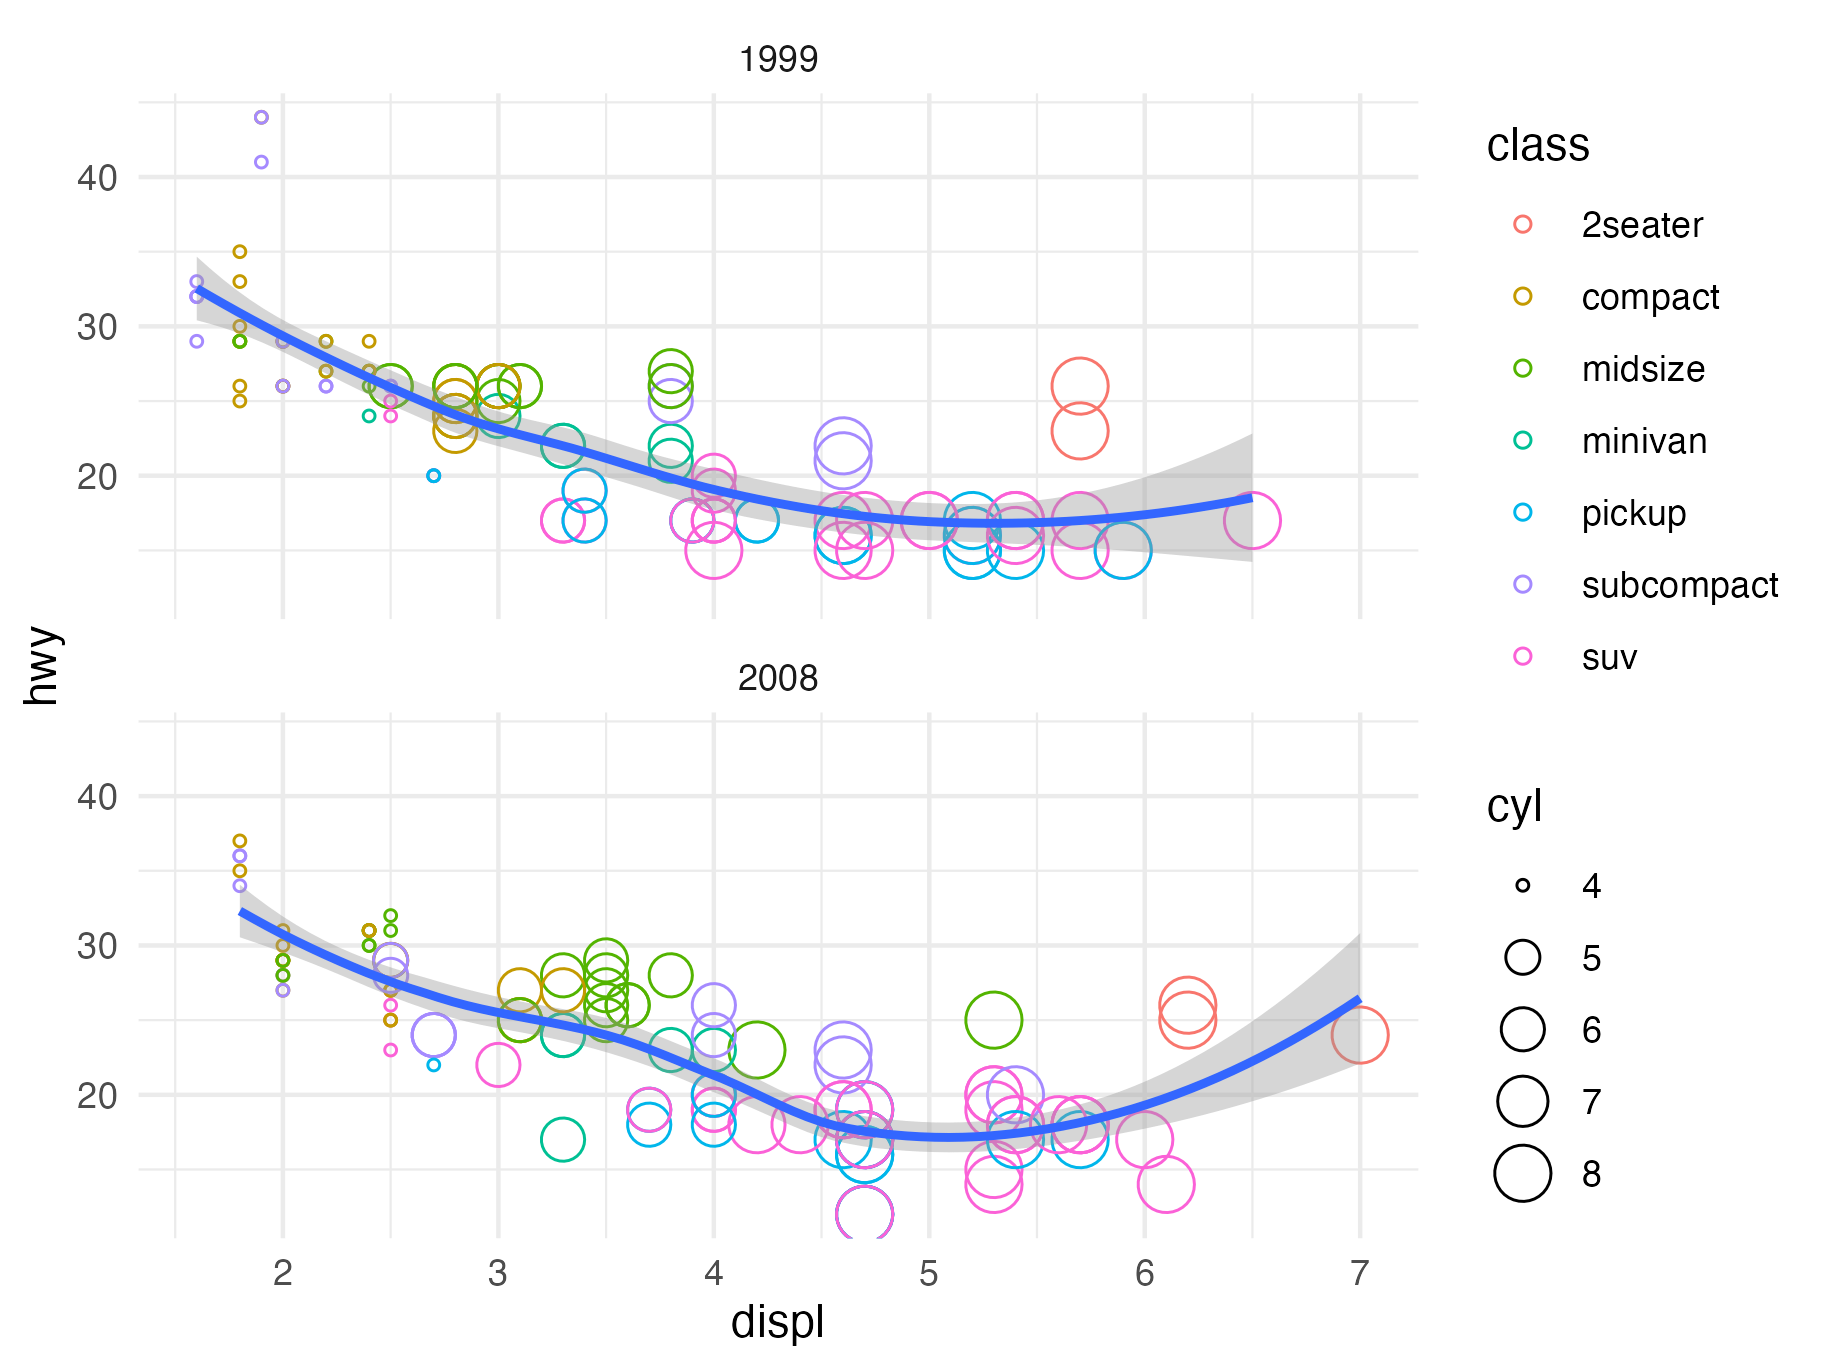 1999
40
30
20
hwy
2008
40
30
20
2 3 4 5 6 7
displ
class
2seater
compact
midsize
minivan
pickup
subcompact
suv
cyl
4
5
6
7
8